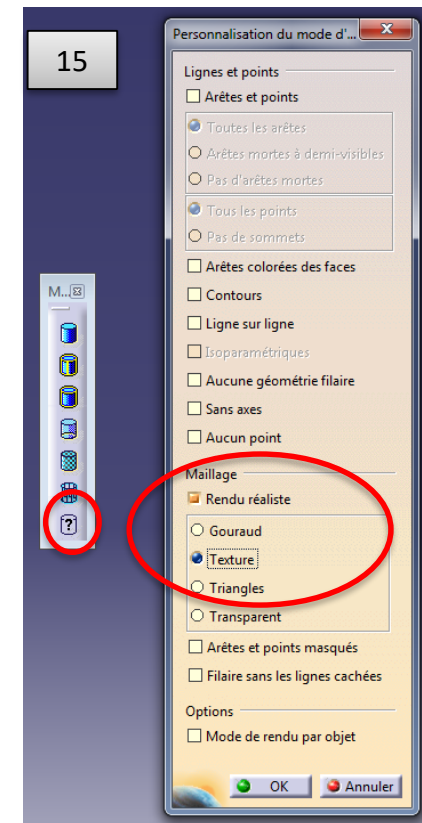 15
Personnalisation du mode d'...
Lignes et points
Arêtes et points
Toutes les arêtes
Arêtes mortes à demi-visibles
Pas d'arêtes mortes
Tous les points
Pas de sommets
Arêtes colorées des faces
M...
Contours
Ligne sur ligne
Isoparamétriques
Aucune géométrie filaire
Sans axes
Aucun point
Maillage
Rendu réaliste
?
Gouraud
Texture
Triangles
Transparent
Arêtes et points masqués
Filaire sans les lignes cachées
Options
Mode de rendu par objet
OK Annuler